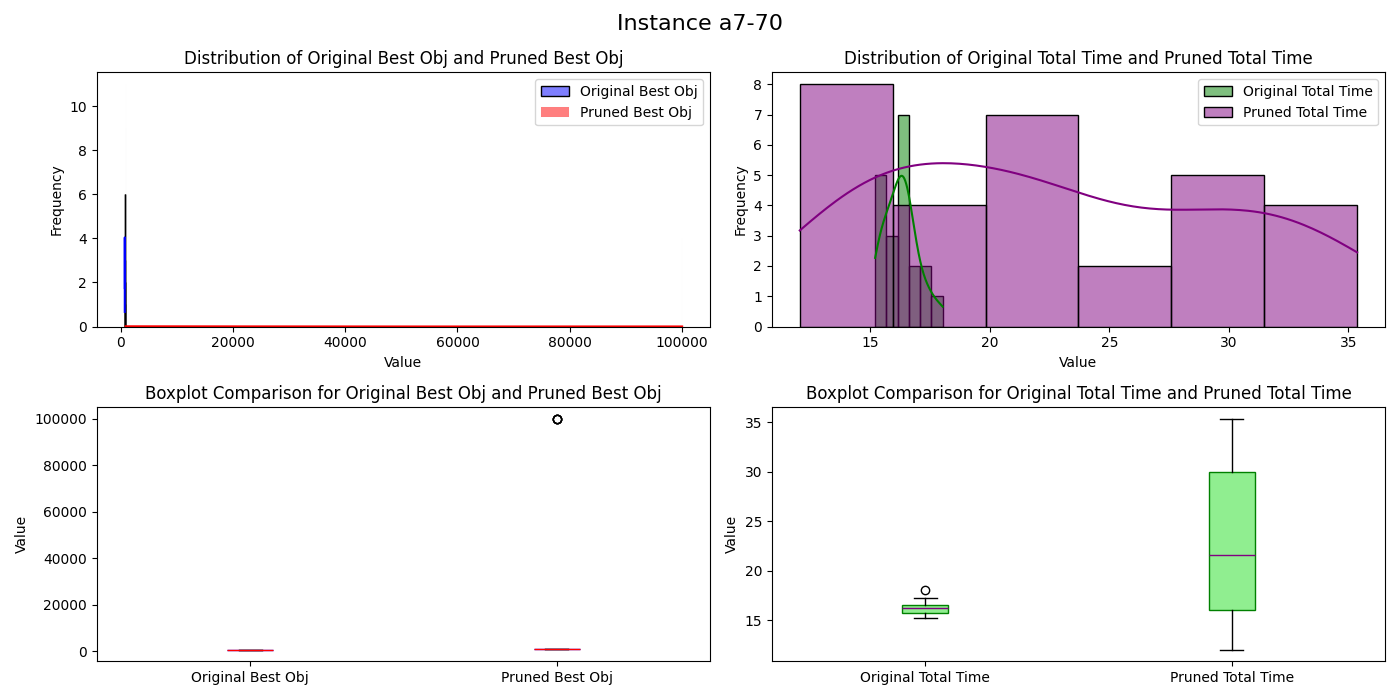 Instance a7-70
Distribution of Original Best Obj and Pruned Best Obj
Frequency
10
8
6
4
2
0
Original Best Obj
Pruned Best Obj
0 20000 40000 60000 80000 100000
Value
Distribution of Original Total Time and Pruned Total Time
Frequency
8
7
6
5
4
3
2
1
0
Original Total Time
Pruned Total Time
15 20 25 30 35
Value
Boxplot Comparison for Original Best Obj and Pruned Best Obj
Value
100000
80000
60000
40000
20000
0
Original Best Obj Pruned Best Obj
Boxplot Comparison for Original Total Time and Pruned Total Time
Value
35
30
25
20
15
Original Total Time Pruned Total Time